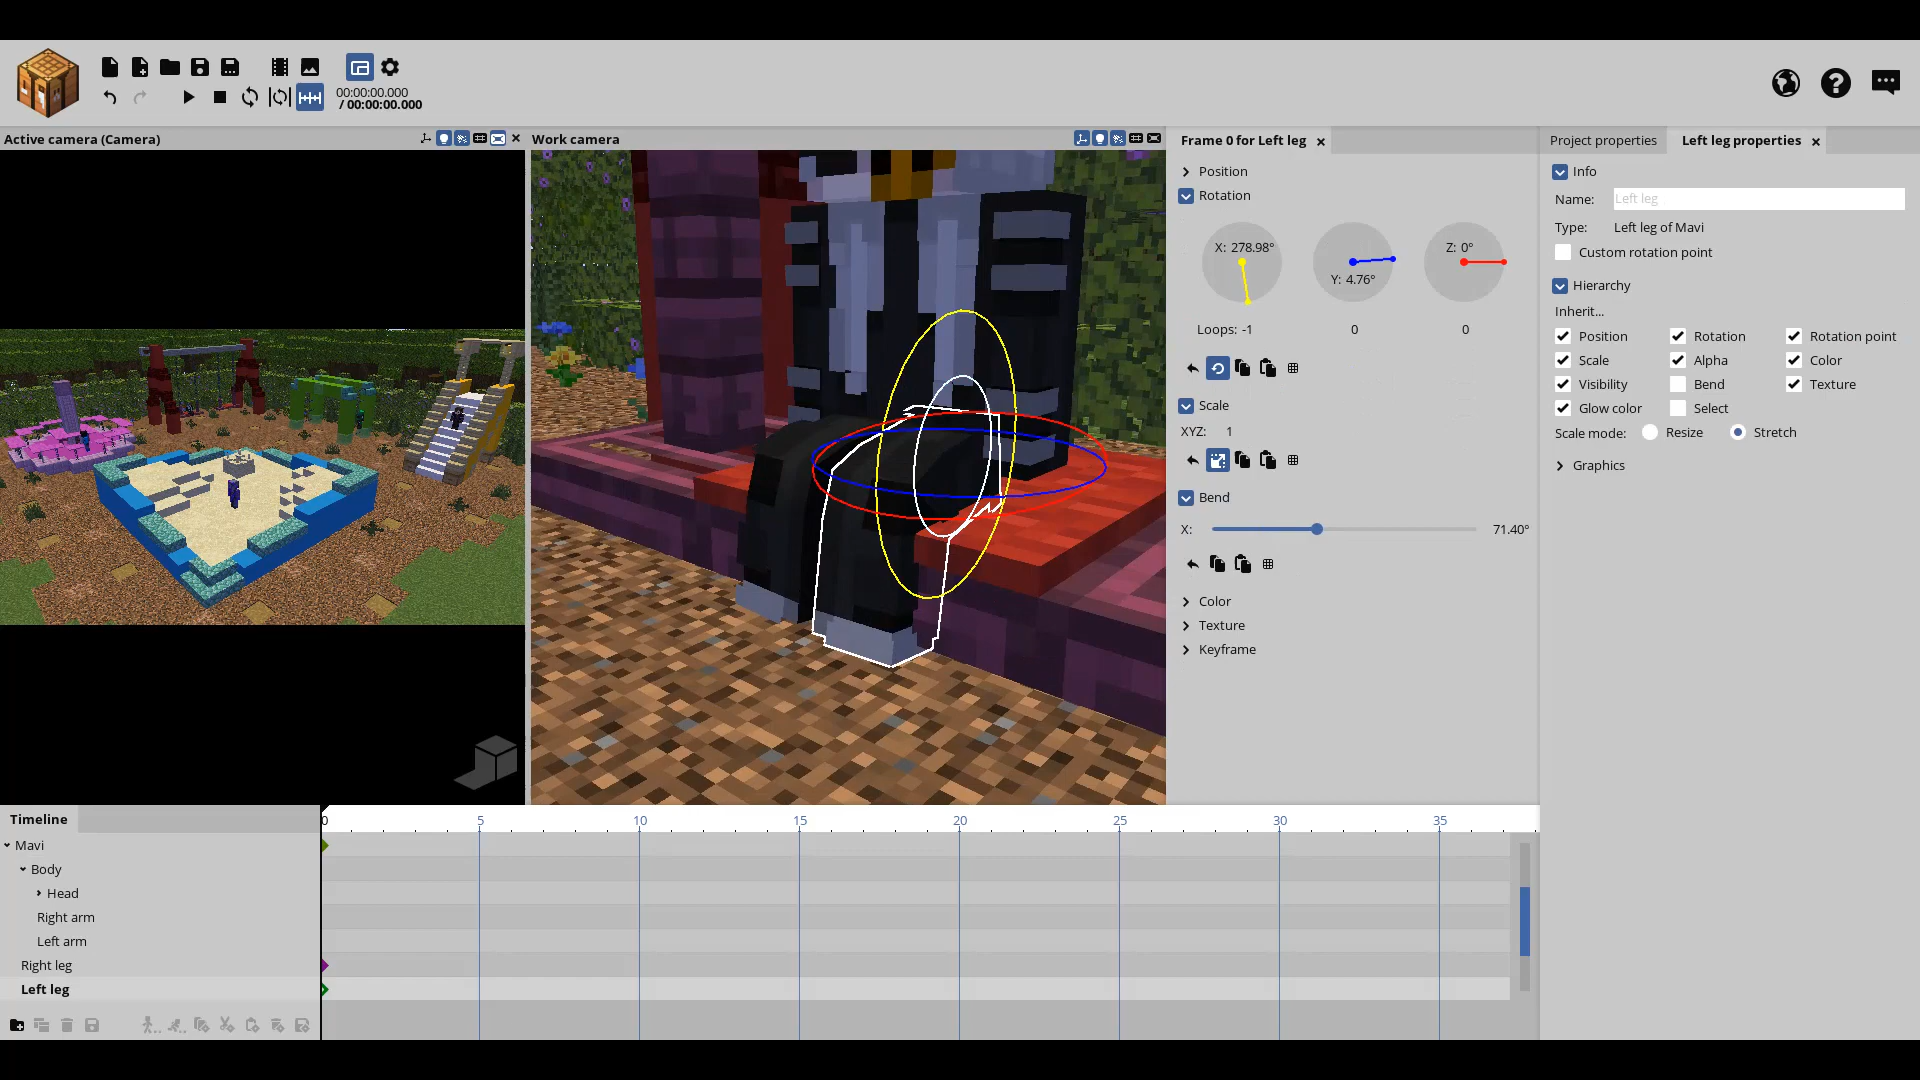 00:00:00.000
/ 00:00:00.000
Active camera (Camera)
Work camera
Frame 0 for Left leg
Position
Rotation
X: 278.98°
Y: 4.76°
Z: 0°
Loops: -1
0
0
Scale
XYZ: 1
Bend
X:
71.40°
Color
Texture
Keyframe
Project properties
Left leg properties
Info
Name: Left leg
Type: Left leg of Mavi
Custom rotation point
Hierarchy
Inherit...
Position Rotation Rotation point
Scale Alpha Color
Visibility Bend Texture
Glow color Select
Scale mode: Resize Stretch
Graphics
Timeline
0 5 10 15 20 25 30 35
Mavi
Body
Head
Right arm
Left arm
Right leg
Left leg